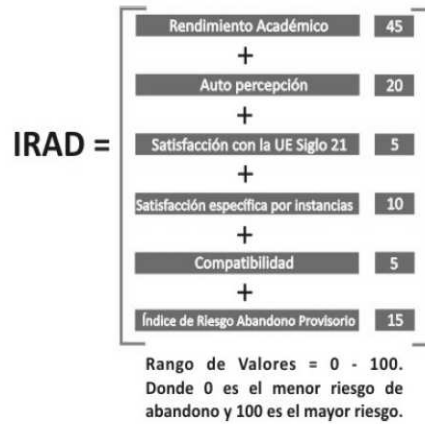 Rendimiento Académico 45
+
Auto percepción 20
+
IRAD = Satisfacción con la UE Siglo 21 5
+
Satisfacción específica por instancias 10
+
Compatibilidad 5
+
Índice de Riesgo Abandono Provisorio 15
Rango de Valores = 0 - 100.
Donde 0 es el menor riesgo de
abandono y 100 es el mayor riesgo.